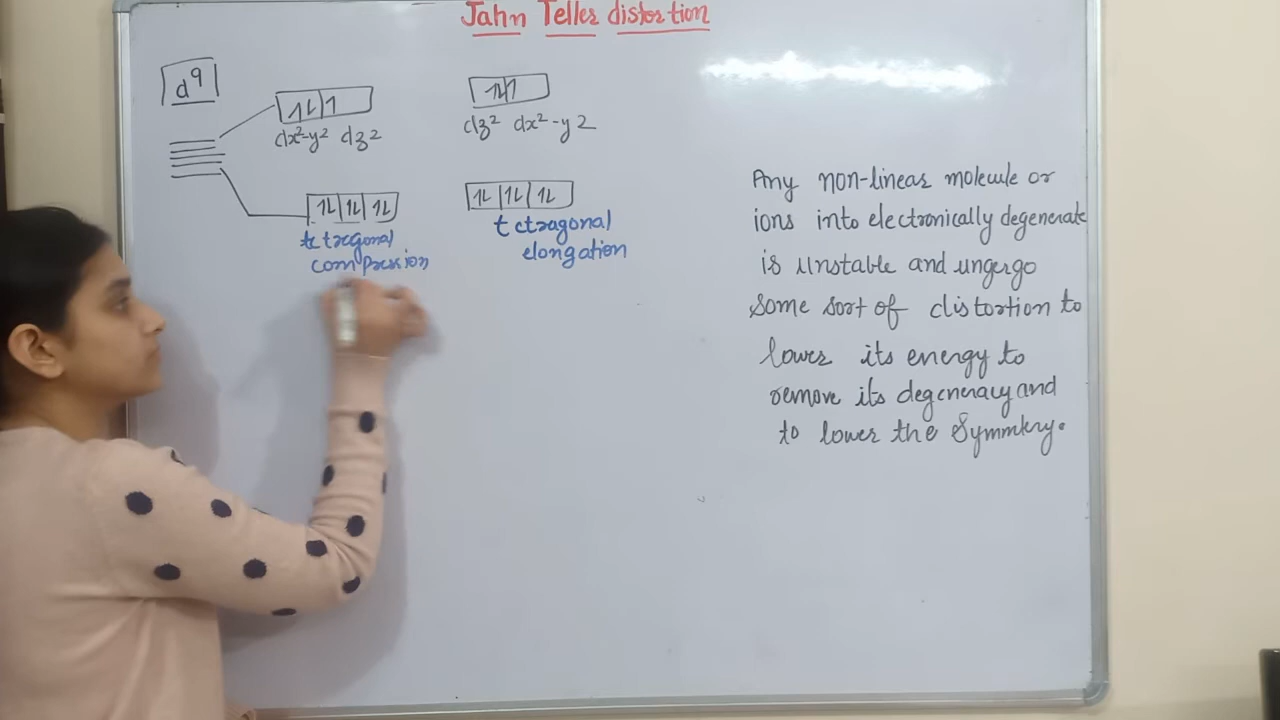 Jahn Teller distortion
d⁹
↿⇂ ↿
dx²-y² dz²
↿⇂ ↿
dz² dx²-y2
↿⇂ ↿⇂ ↿⇂
tetregonal
compression
↿⇂ ↿⇂ ↿⇂
tetragonal
elongation
Any non-linear molecule or
ions into electronically degenerate
is unstable and ungergo
some sort of distortion to
lower its energy to
remove its degeneracy and
to lower the Symmetry.